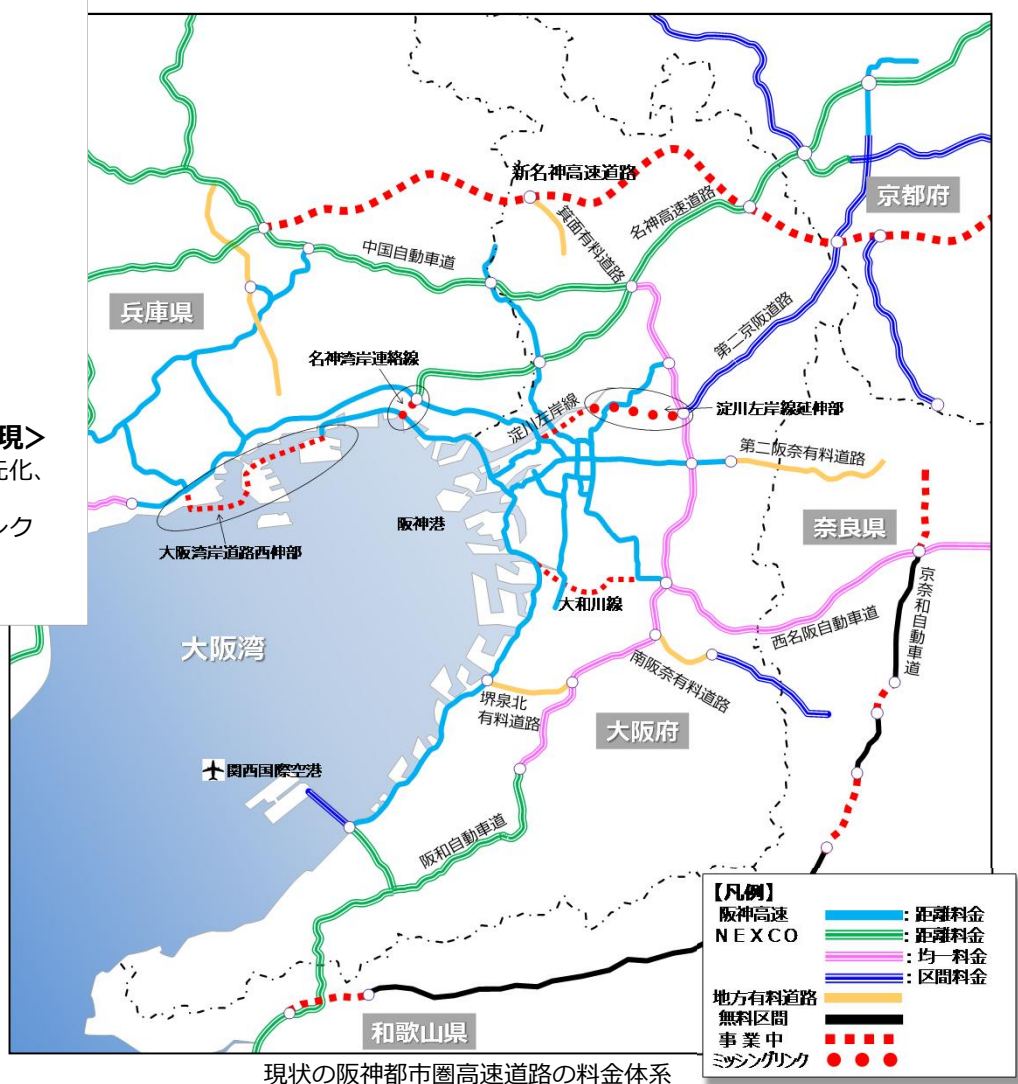 現>
元化、
ンク
新名神高速道路
箕面有料道路
名神高速道路
京都府
中国自動車道
兵庫県
第二京阪道路
名神湾岸連絡線
淀川左岸線
淀川左岸線延伸部
第二阪奈有料道路
阪神港
奈良県
大阪湾岸道路西伸部
大和川線
京奈和自動車道
西名阪自動車道
大阪湾
南阪奈有料道路
堺泉北
有料道路
大阪府
関西国際空港
阪和自動車道
和歌山県
【凡例】
阪神高速 :距離料金
NEXCO :距離料金
:均一料金
:区間料金
地方有料道路
無料区間
事業中
ミッシングリンク
現状の阪神都市圏高速道路の料金体系